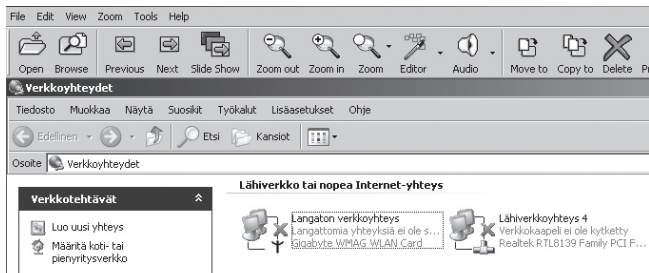 File Edit View Zoom Tools Help
Open Browse Previous Next Slide Show Zoom out Zoom in Zoom Editor Audio Move to Copy to Delete
Verkkoyhteydet
Tiedosto Muokkaa Näytä Suosikit Työkalut Lisäasetukset Ohje
Edellinen Etsi Kansiot
Osoite Verkkoyhteydet
Verkkotehtävät
Luo uusi yhteys
Määritä koti- tai
pienyritysverkko
Lähiverkko tai nopea Internet-yhteys
Langaton verkkoyhteys
Langattomia yhteyksiä ei ole s...
Gigabyte WMAG WLAN Card
Lähiverkkoyhteys 4
Verkkokaapeli ei ole kytketty
Realtek RTL8139 Family PCI F...